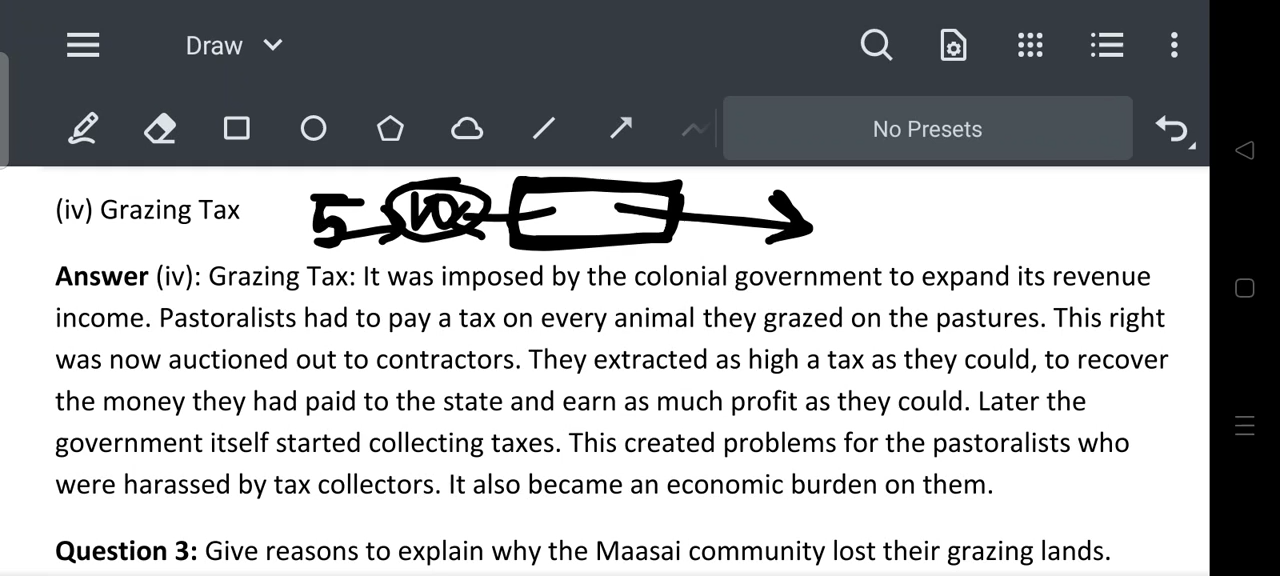 Draw
No Presets
(iv) Grazing Tax 5
Answer (iv): Grazing Tax: It was imposed by the colonial government to expand its revenue
income. Pastoralists had to pay a tax on every animal they grazed on the pastures. This right
was now auctioned out to contractors. They extracted as high a tax as they could, to recover
the money they had paid to the state and earn as much profit as they could. Later the
government itself started collecting taxes. This created problems for the pastoralists who
were harassed by tax collectors. It also became an economic burden on them.
Question 3: Give reasons to explain why the Maasai community lost their grazing lands.